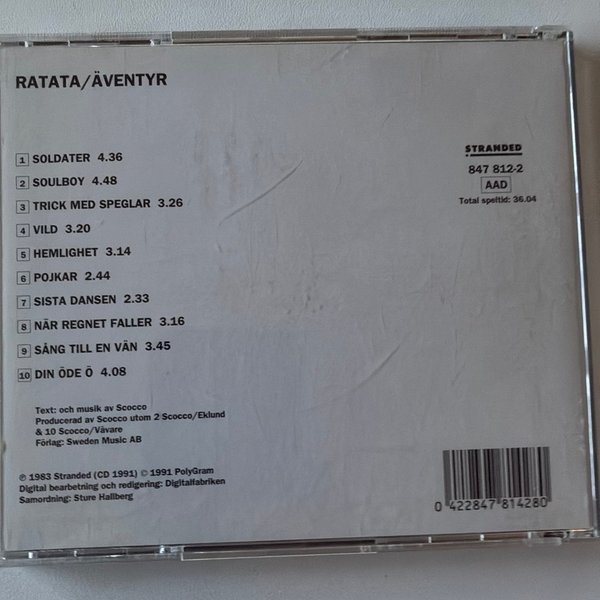 RATATA/ÄVENTYR
1 SOLDATER 4.36
2 SOULBOY 4.48
3 TRICK MED SPEGLAR 3.26
4 VILD 3.20
5 HEMLIGHET 3.14
6 POJKAR 2.44
7 SISTA DANSEN 2.33
8 NÄR REGNET FALLER 3.16
9 SÅNG TILL EN VÄN 3.45
10 DIN ÖDE Ö 4.08
STRANDED
847 812-2
AAD
Total speltid: 36.04
Text: och musik av Scocco
Producerad av Scocco utom 2 Scocco/Eklund
& 10 Scocco/Vävare
Förlag: Sweden Music AB
℗ 1983 Stranded (CD 1991) © 1991 PolyGram
Digital bearbetning och redigering: Digitalfabriken
Samordning: Sture Hallberg
0 422847 814280